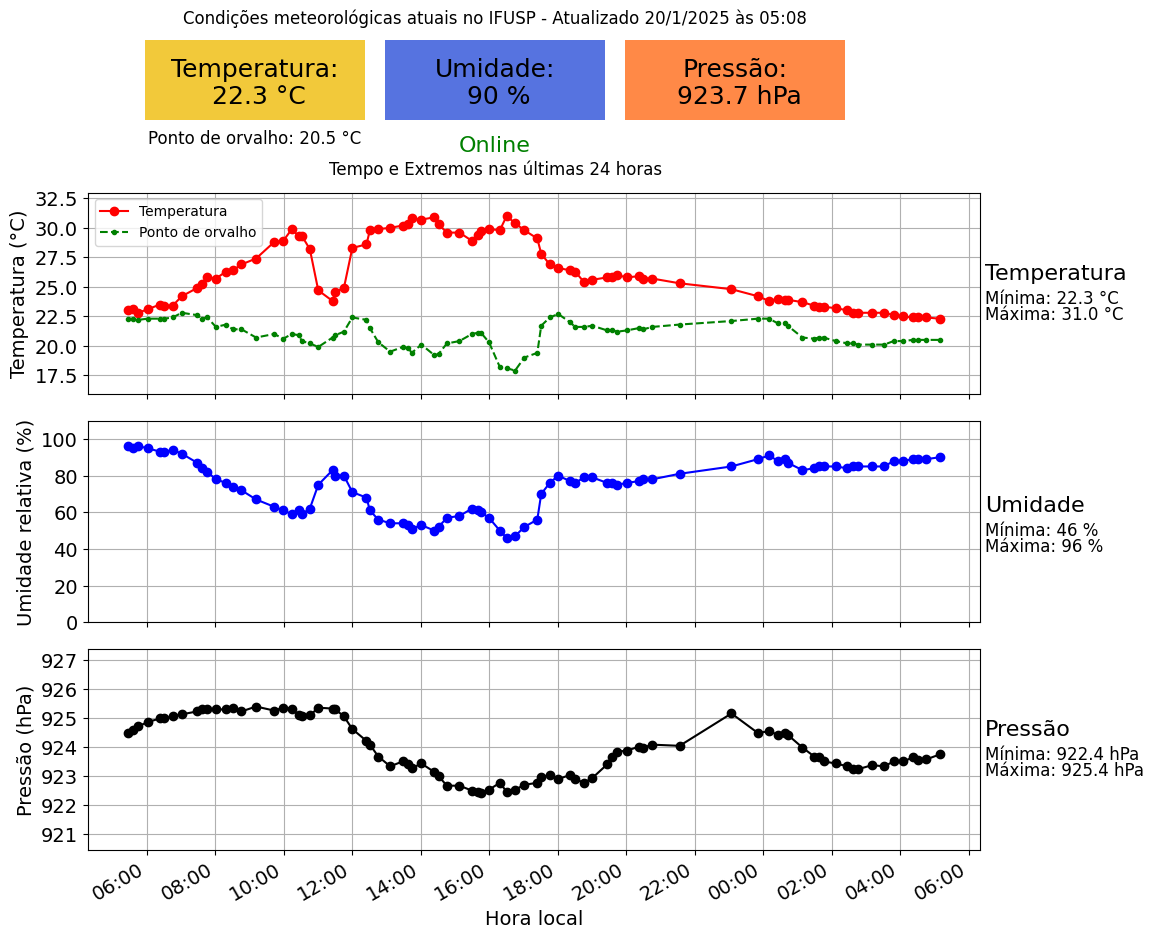 Condições meteorológicas atuais no IFUSP - Atualizado 20/1/2025 às 05:08
Temperatura:
22.3 °C
Umidade:
90 %
Pressão:
923.7 hPa
Ponto de orvalho: 20.5 °C
Online
Tempo e Extremos nas últimas 24 horas
Temperatura (°C)
32.5
30.0
27.5
25.0
22.5
20.0
17.5
Temperatura
Ponto de orvalho
Temperatura
Mínima: 22.3 °C
Máxima: 31.0 °C
Umidade relativa (%)
100
80
60
40
20
0
Umidade
Mínima: 46 %
Máxima: 96 %
Pressão (hPa)
927
926
925
924
923
922
921
Pressão
Mínima: 922.4 hPa
Máxima: 925.4 hPa
06:00 08:00 10:00 12:00 14:00 16:00 18:00 20:00 22:00 00:00 02:00 04:00 06:00
Hora local